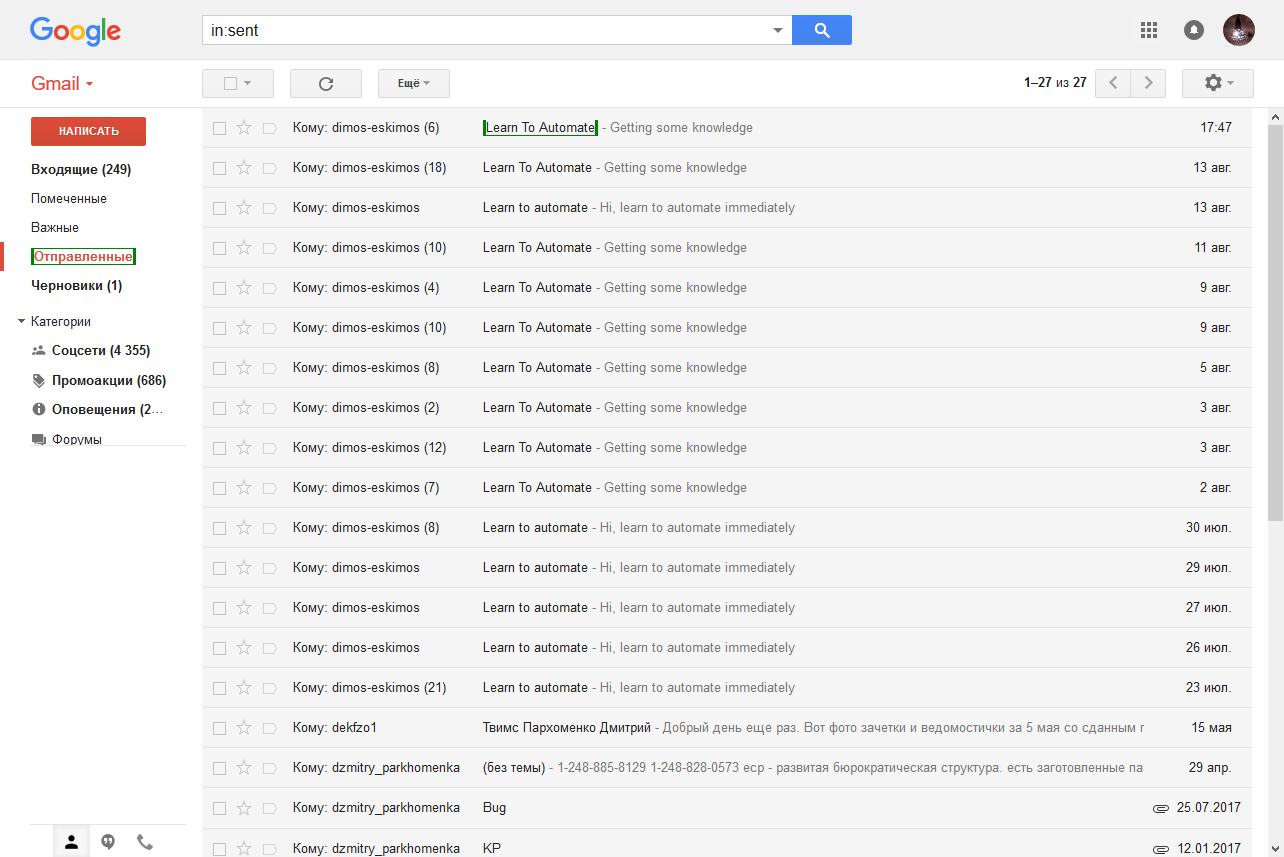 Google
in:sent
Gmail
Ещё
1–27 из 27
НАПИСАТЬ
Входящие (249)
Помеченные
Важные
Отправленные
Черновики (1)
Категории
Соцсети (4 355)
Промоакции (686)
Оповещения (2...
Форумы
Кому: dimos-eskimos (6) Learn To Automate - Getting some knowledge 17:47
Кому: dimos-eskimos (18) Learn To Automate - Getting some knowledge 13 авг.
Кому: dimos-eskimos Learn to automate - Hi, learn to automate immediately 13 авг.
Кому: dimos-eskimos (10) Learn To Automate - Getting some knowledge 11 авг.
Кому: dimos-eskimos (4) Learn To Automate - Getting some knowledge 9 авг.
Кому: dimos-eskimos (10) Learn To Automate - Getting some knowledge 9 авг.
Кому: dimos-eskimos (8) Learn To Automate - Getting some knowledge 5 авг.
Кому: dimos-eskimos (2) Learn To Automate - Getting some knowledge 3 авг.
Кому: dimos-eskimos (12) Learn To Automate - Getting some knowledge 3 авг.
Кому: dimos-eskimos (7) Learn To Automate - Getting some knowledge 2 авг.
Кому: dimos-eskimos (8) Learn to automate - Hi, learn to automate immediately 30 июл.
Кому: dimos-eskimos Learn to automate - Hi, learn to automate immediately 29 июл.
Кому: dimos-eskimos Learn to automate - Hi, learn to automate immediately 27 июл.
Кому: dimos-eskimos Learn to automate - Hi, learn to automate immediately 26 июл.
Кому: dimos-eskimos (21) Learn to automate - Hi, learn to automate immediately 23 июл.
Кому: dekfzo1 Твимс Пархоменко Дмитрий - Добрый день еще раз. Вот фото зачетки и ведомостички за 5 мая со сданным 15 мая
Кому: dzmitry_parkhomenka (без темы) - 1-248-885-8129 1-248-828-0573 еср - развитая бюрократическая структура. есть заготовленные па 29 апр.
Кому: dzmitry_parkhomenka Bug 25.07.2017
Кому: dzmitry_parkhomenka KP 12.01.2017